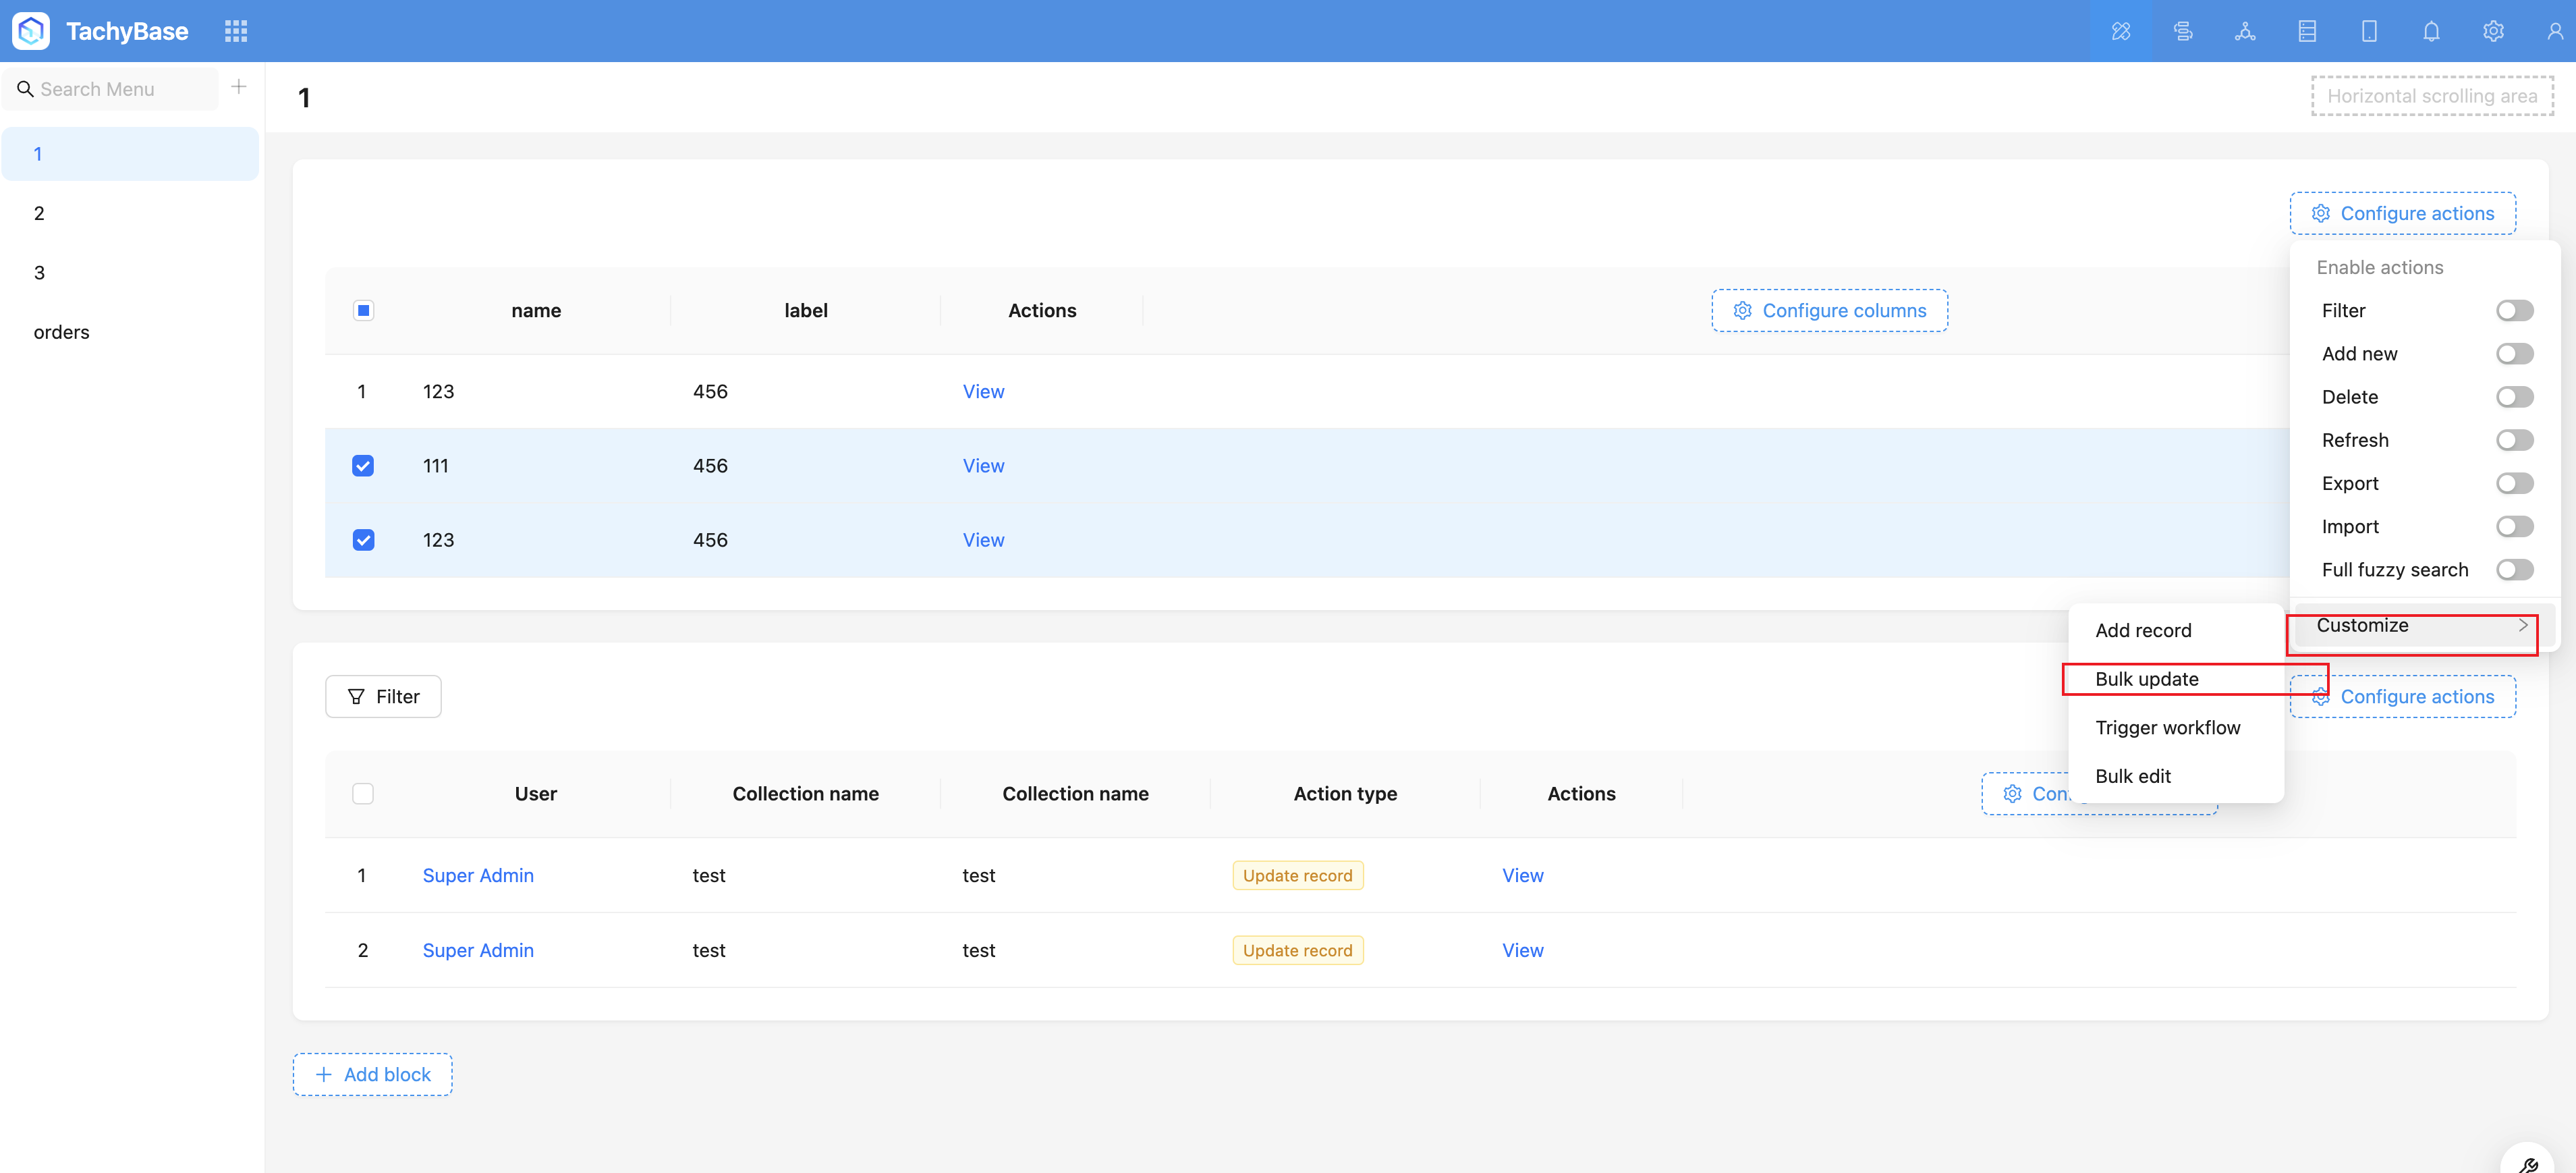 TachyBase
Search Menu
1
2
3
orders
1
Horizontal scrolling area
Configure actions
Enable actions
Filter
Add new
Delete
Refresh
Export
Import
Full fuzzy search
Customize
name label Actions Configure columns
1 123 456 View
111 456 View
123 456 View
Add record
Bulk update
Trigger workflow
Bulk edit
Filter
Configure actions
User Collection name Collection name Action type Actions
1 Super Admin test test Update record View
2 Super Admin test test Update record View
Add block